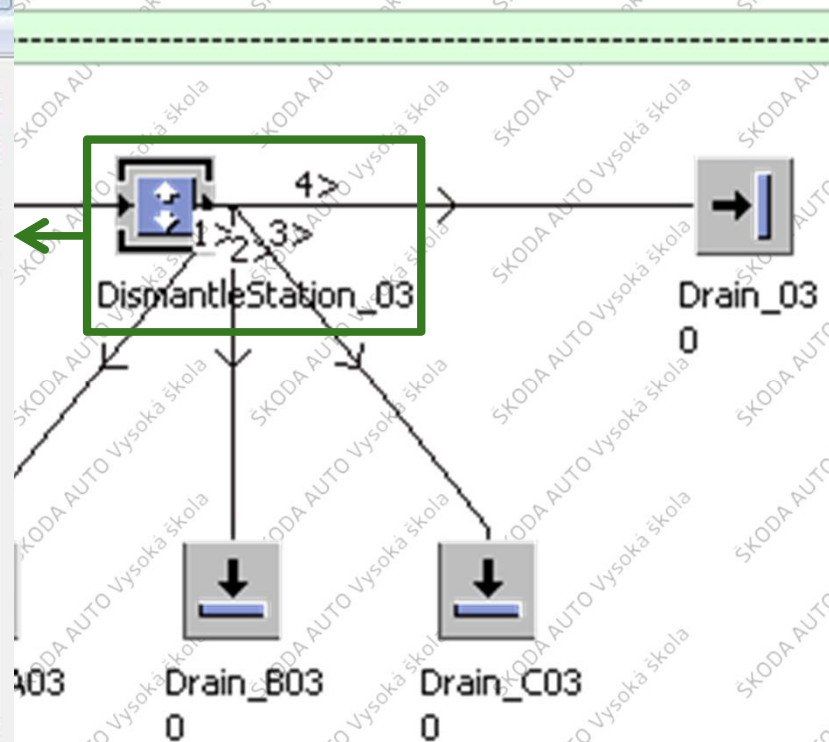 4>
1>
2>
3>
DismantleStation_03
Drain_03
0
A03
Drain_B03
0
Drain_C03
0
ŠKODA AUTO Vysoká škola